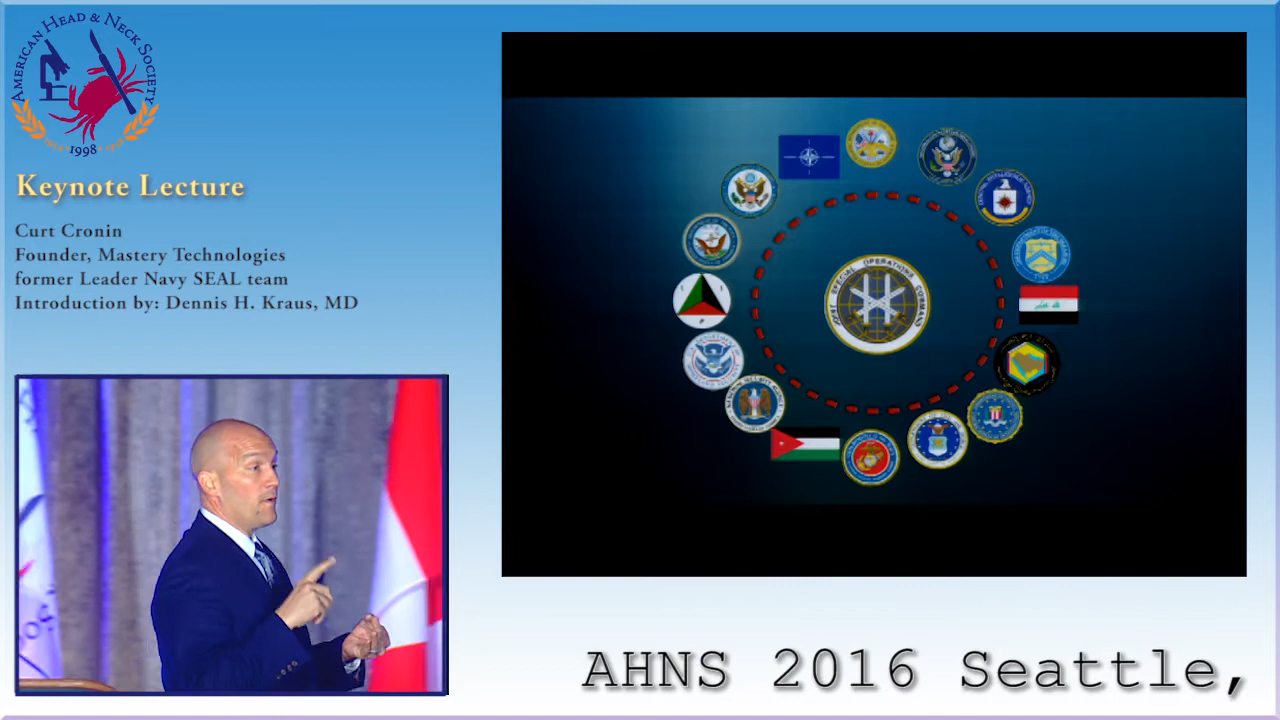 AMERICAN HEAD & NECK SOCIETY
1998
Keynote Lecture
Curt Cronin
Founder, Mastery Technologies
former Leader Navy SEAL team
Introduction by: Dennis H. Kraus, MD
JOINT SPECIAL OPERATIONS COMMAND
AHNS 2016 Seattle,